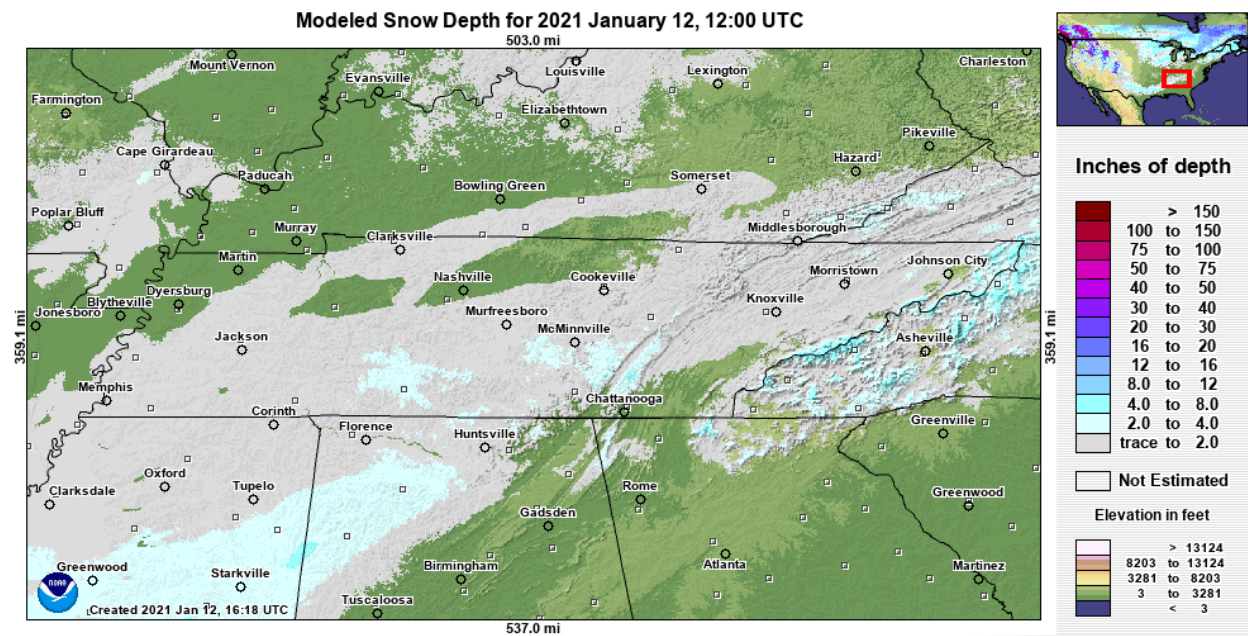 Modeled Snow Depth for 2021 January 12, 12:00 UTC
503.0 mi
Mount Vernon
Evansville
Louisville
Lexington
Charleston
Farmington
Elizabethtown
Pikeville
Cape Girardeau
Hazard
Paducah
Bowling Green
Somerset
Poplar Bluff
Murray
Clarksville
Middlesborough
Martin
Nashville
Cookeville
Morristown
Johnson City
Dyersburg
Blytheville
Jonesboro
Knoxville
Murfreesboro
McMinnville
Jackson
Asheville
359.1 mi
359.1 mi
Memphis
Chattanooga
Corinth
Florence
Huntsville
Greenville
Oxford
Tupelo
Clarksdale
Rome
Greenwood
Gadsden
Greenwood
Starkville
Birmingham
Atlanta
Martinez
Tuscaloosa
NOAA
Created 2021 Jan 12, 16:18 UTC
537.0 mi
Inches of depth
> 150
100 to 150
75 to 100
50 to 75
40 to 50
30 to 40
20 to 30
16 to 20
12 to 16
8.0 to 12
4.0 to 8.0
2.0 to 4.0
trace to 2.0
Not Estimated
Elevation in feet
> 13124
8203 to 13124
3281 to 8203
3 to 3281
< 3